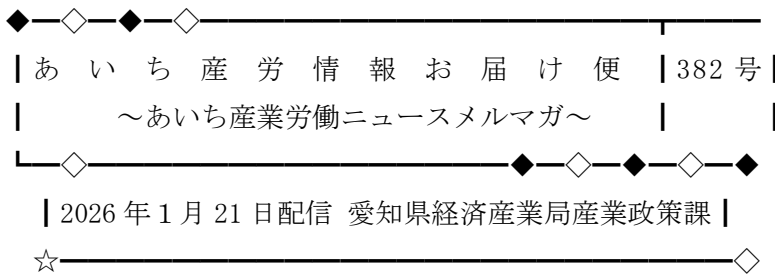 あいち産労情報お届け便 382号
～あいち産業労働ニュースメルマガ～
2026年１月21日配信 愛知県経済産業局産業政策課